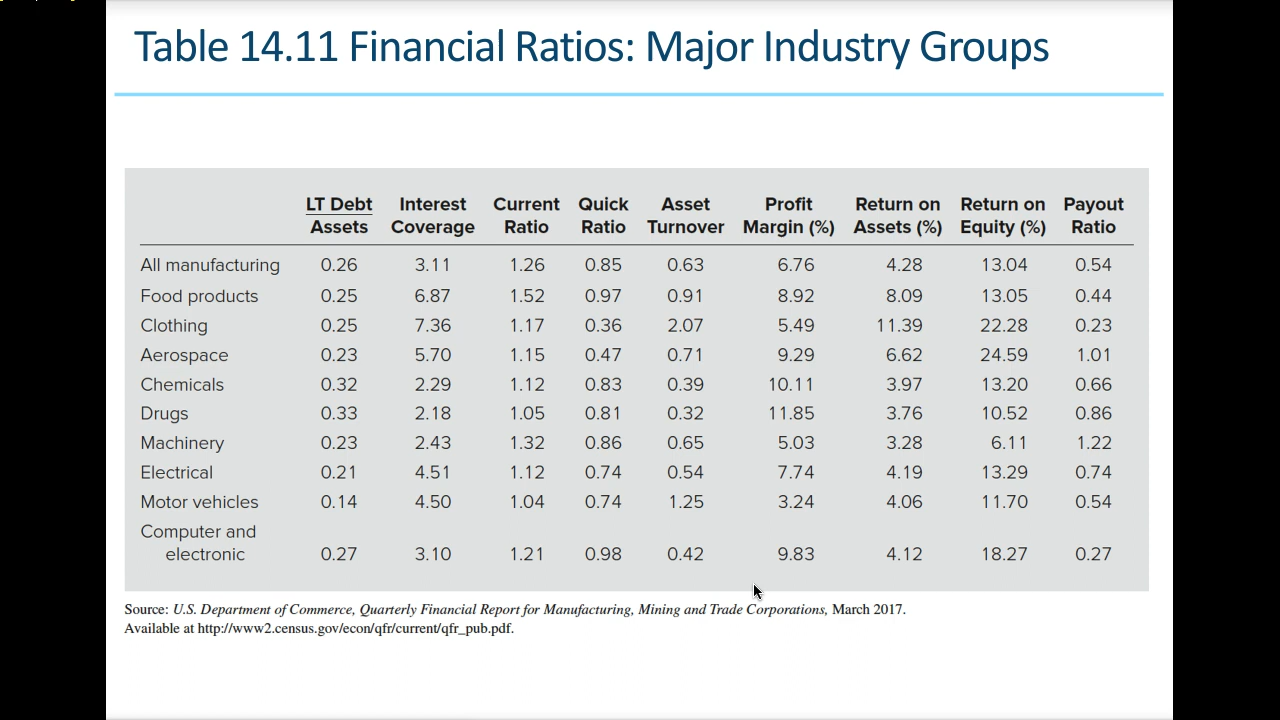 Table 14.11 Financial Ratios: Major Industry Groups
LT Debt Interest Current Quick Asset Profit Return on Return on Payout
Assets Coverage Ratio Ratio Turnover Margin (%) Assets (%) Equity (%) Ratio
All manufacturing 0.26 3.11 1.26 0.85 0.63 6.76 4.28 13.04 0.54
Food products 0.25 6.87 1.52 0.97 0.91 8.92 8.09 13.05 0.44
Clothing 0.25 7.36 1.17 0.36 2.07 5.49 11.39 22.28 0.23
Aerospace 0.23 5.70 1.15 0.47 0.71 9.29 6.62 24.59 1.01
Chemicals 0.32 2.29 1.12 0.83 0.39 10.11 3.97 13.20 0.66
Drugs 0.33 2.18 1.05 0.81 0.32 11.85 3.76 10.52 0.86
Machinery 0.23 2.43 1.32 0.86 0.65 5.03 3.28 6.11 1.22
Electrical 0.21 4.51 1.12 0.74 0.54 7.74 4.19 13.29 0.74
Motor vehicles 0.14 4.50 1.04 0.74 1.25 3.24 4.06 11.70 0.54
Computer and
electronic 0.27 3.10 1.21 0.98 0.42 9.83 4.12 18.27 0.27
Source: U.S. Department of Commerce, Quarterly Financial Report for Manufacturing, Mining and Trade Corporations, March 2017.
Available at http://www2.census.gov/econ/qfr/current/qfr_pub.pdf.